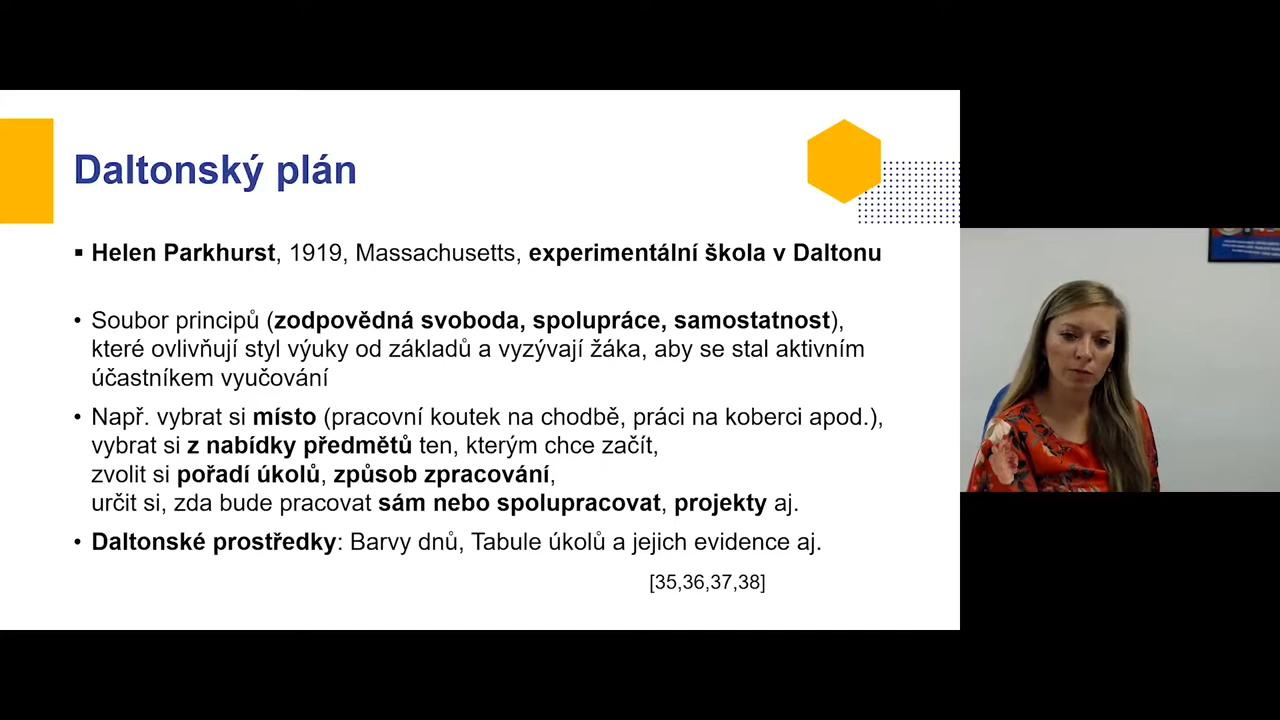 Daltonský plán
▪ Helen Parkhurst, 1919, Massachusetts, experimentální škola v Daltonu
• Soubor principů (zodpovědná svoboda, spolupráce, samostatnost),
které ovlivňují styl výuky od základů a vyzývají žáka, aby se stal aktivním
účastníkem vyučování
• Např. vybrat si místo (pracovní koutek na chodbě, práci na koberci apod.),
vybrat si z nabídky předmětů ten, kterým chce začít,
zvolit si pořadí úkolů, způsob zpracování,
určit si, zda bude pracovat sám nebo spolupracovat, projekty aj.
• Daltonské prostředky: Barvy dnů, Tabule úkolů a jejich evidence aj.
[35,36,37,38]